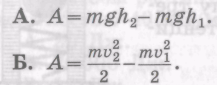 А. A = mgh₂ − mgh₁.
Б. A = mv₂²/2 − mv₁²/2.